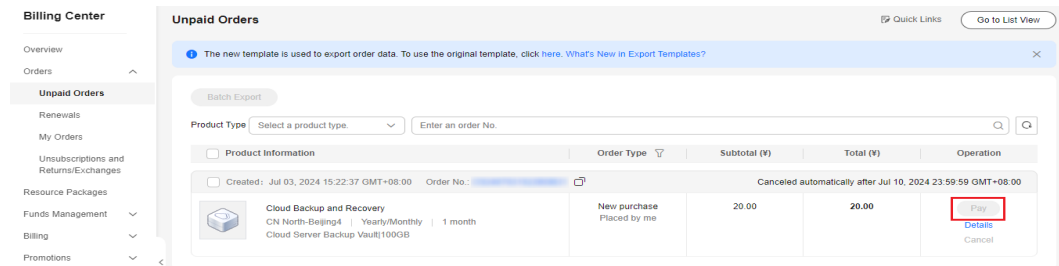 Billing Center
Overview
Orders
Unpaid Orders
Renewals
My Orders
Unsubscriptions and
Returns/Exchanges
Resource Packages
Funds Management
Billing
Promotions
Unpaid Orders
Quick Links
Go to List View
The new template is used to export order data. To use the original template, click here. What's New in Export Templates?
Batch Export
Product Type Select a product type. Enter an order No.
Product Information Order Type Subtotal (¥) Total (¥) Operation
Created: Jul 03, 2024 15:22:37 GMT+08:00 Order No.: Canceled automatically after Jul 10, 2024 23:59:59 GMT+08:00
Cloud Backup and Recovery New purchase 20.00 20.00 Pay
CN North-Beijing4 | Yearly/Monthly | 1 month Placed by me
Details
Cloud Server Backup Vault|100GB
Cancel